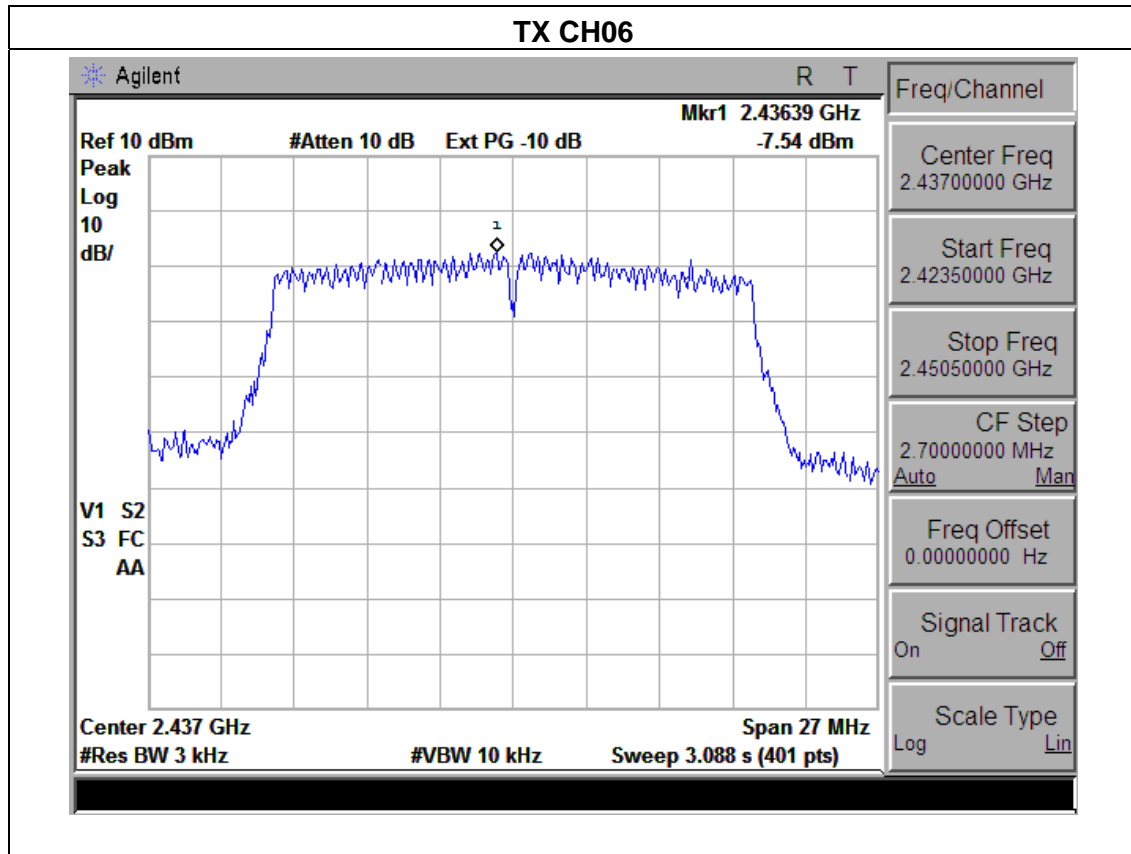 TX CH06
Agilent R T
Mkr1 2.43639 GHz
Ref 10 dBm #Atten 10 dB Ext PG -10 dB -7.54 dBm
Peak
Log
10
dB/
1
V1 S2
S3 FC
AA
Center 2.437 GHz Span 27 MHz
#Res BW 3 kHz #VBW 10 kHz Sweep 3.088 s (401 pts)
Freq/Channel
Center Freq
2.43700000 GHz
Start Freq
2.42350000 GHz
Stop Freq
2.45050000 GHz
CF Step
2.70000000 MHz
Auto Man
Freq Offset
0.00000000 Hz
Signal Track
On Off
Scale Type
Log Lin